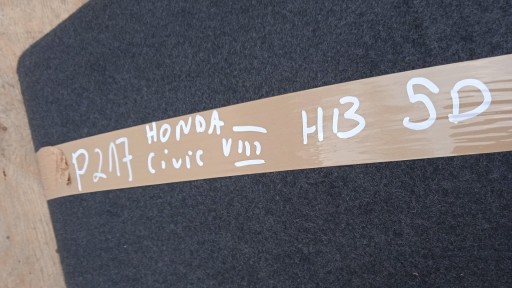 P217 HONDA CIVIC VIII HB 5D